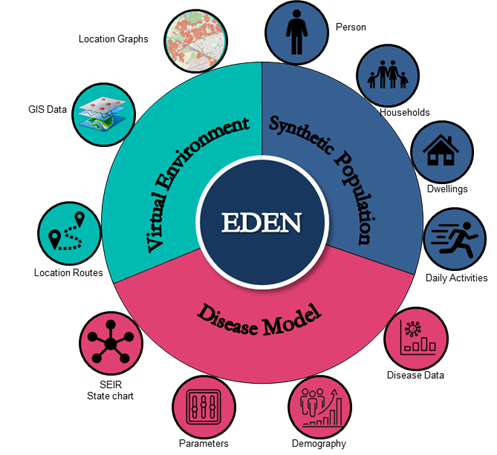 Location Graphs
Person
Households
GIS Data
Virtual Environment
Synthetic Population
Dwellings
EDEN
Location Routes
Daily Activities
Disease Model
SEIR
State chart
Disease Data
Parameters
Demography